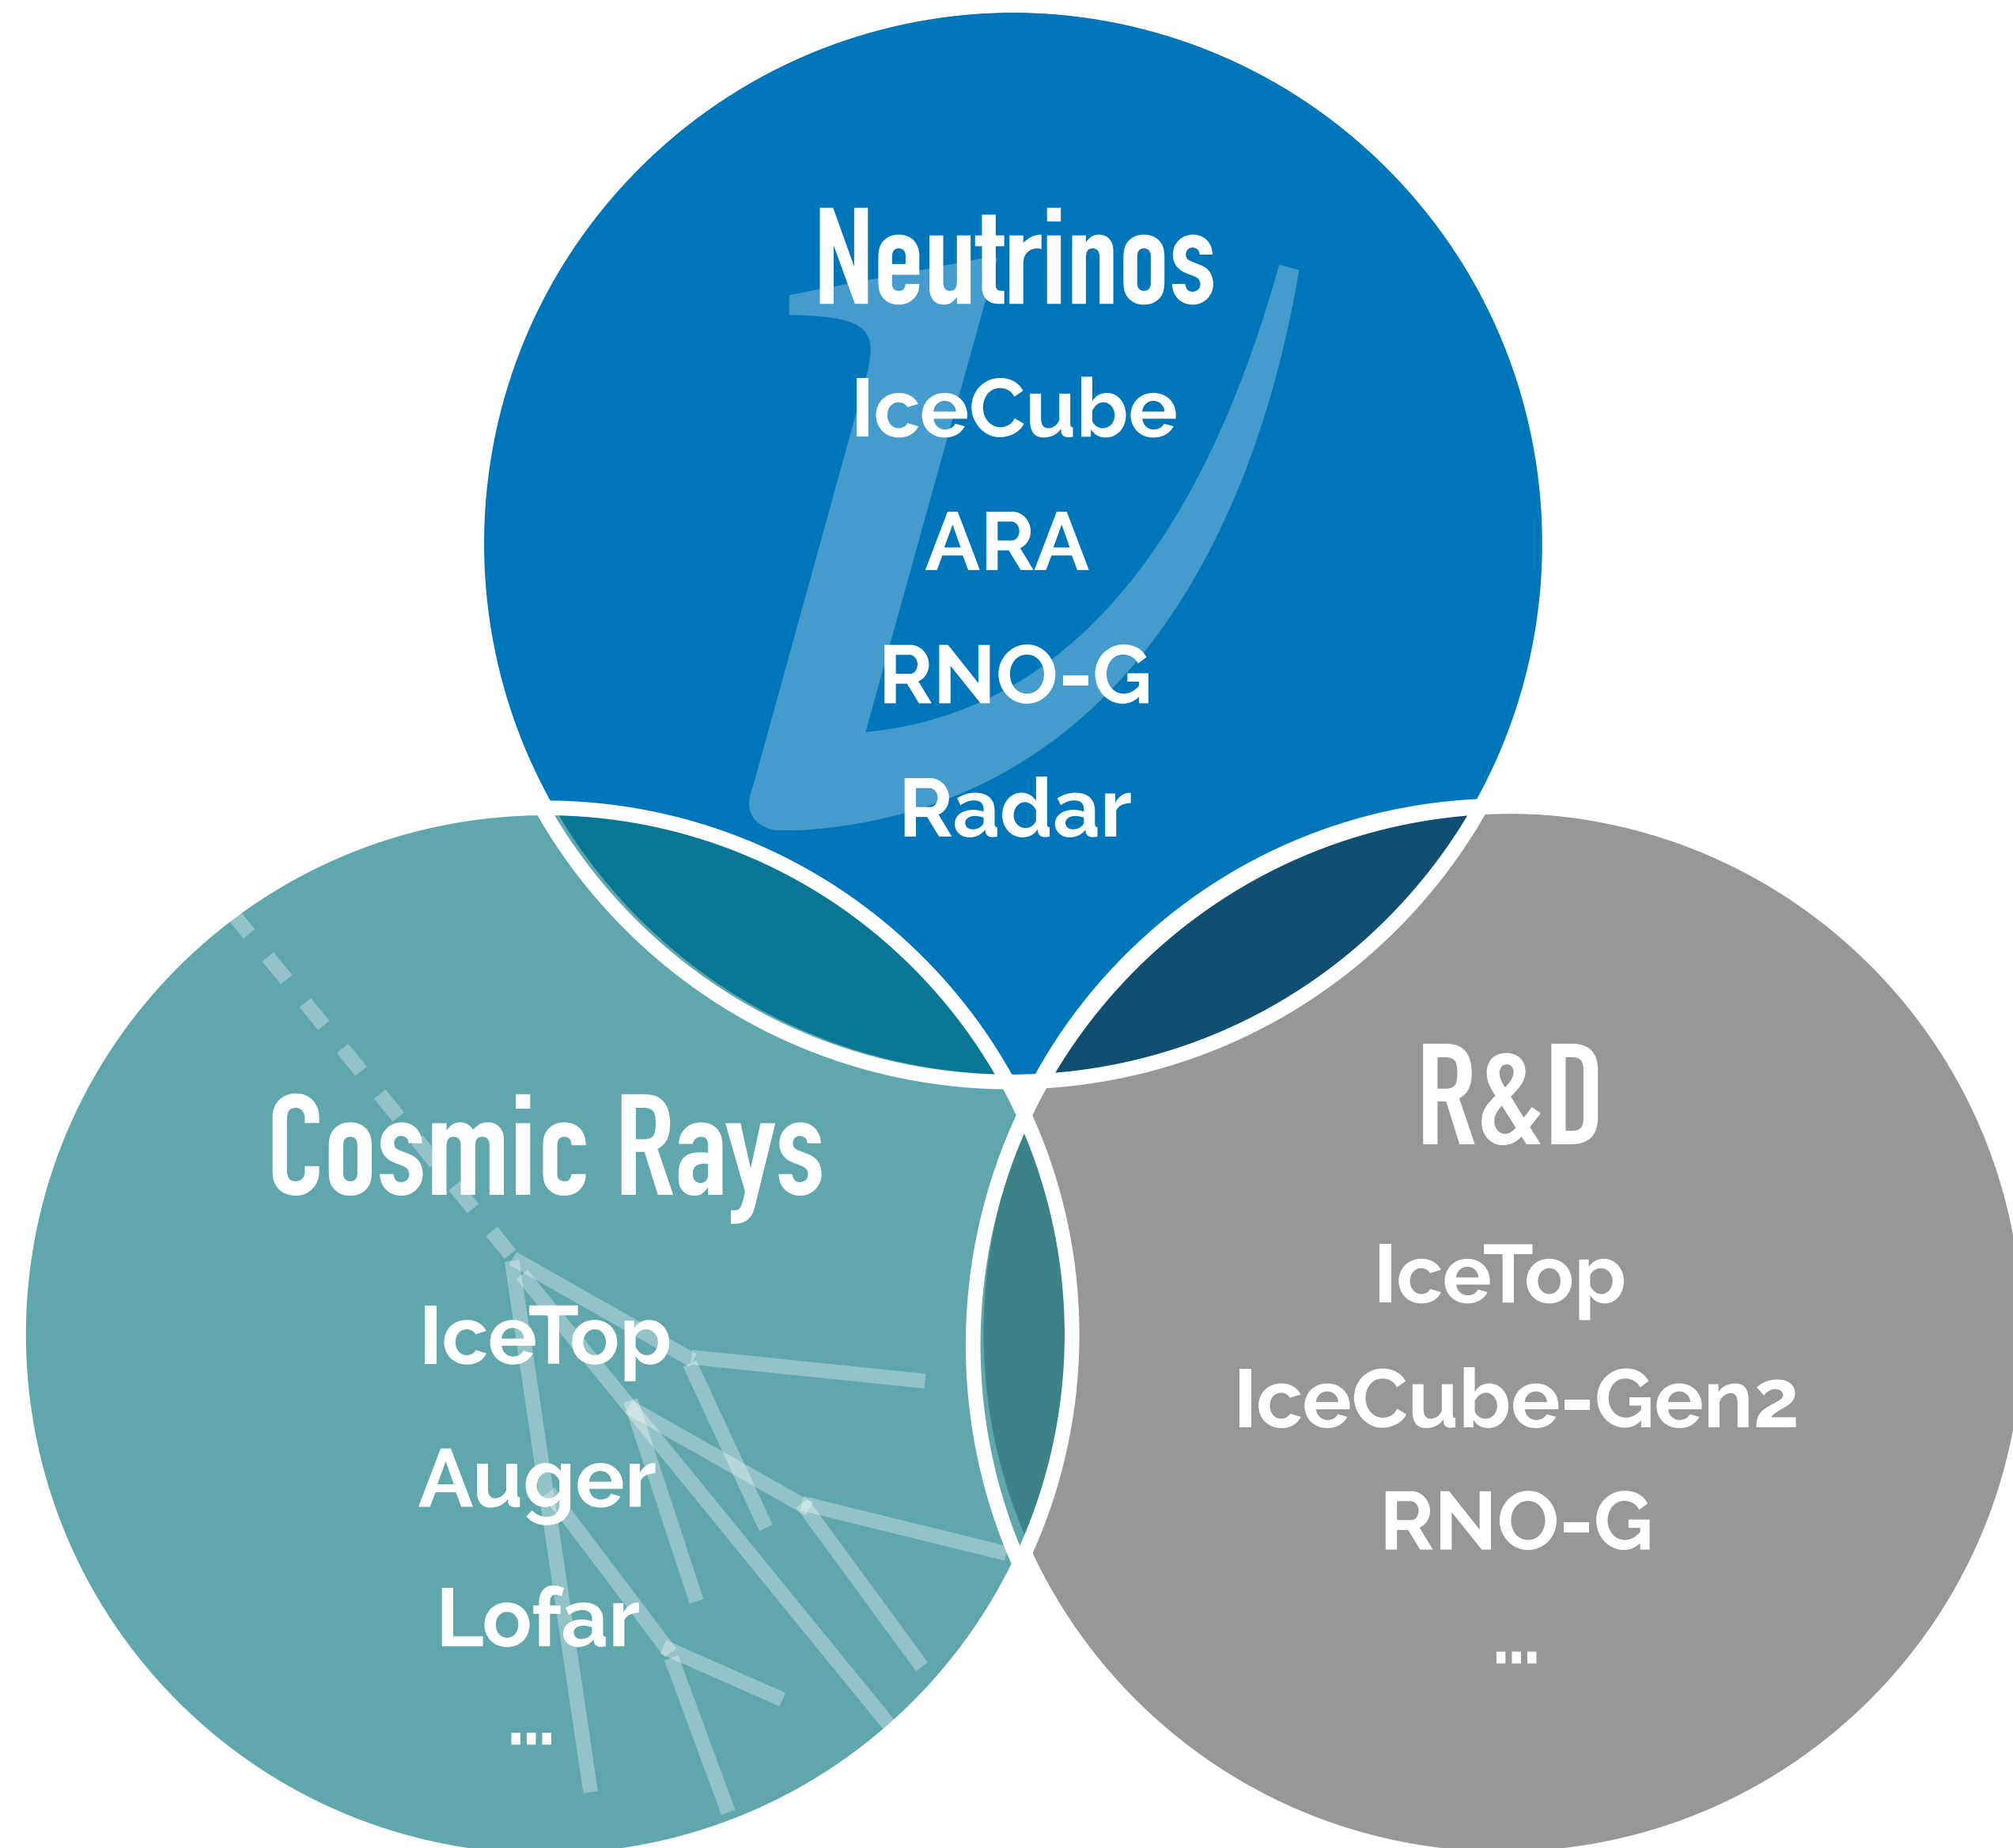 Neutrinos
IceCube
ARA
RNO-G
Radar
Cosmic Rays
IceTop
Auger
Lofar
...
R&D
IceTop
IceCube-Gen2
RNO-G
...